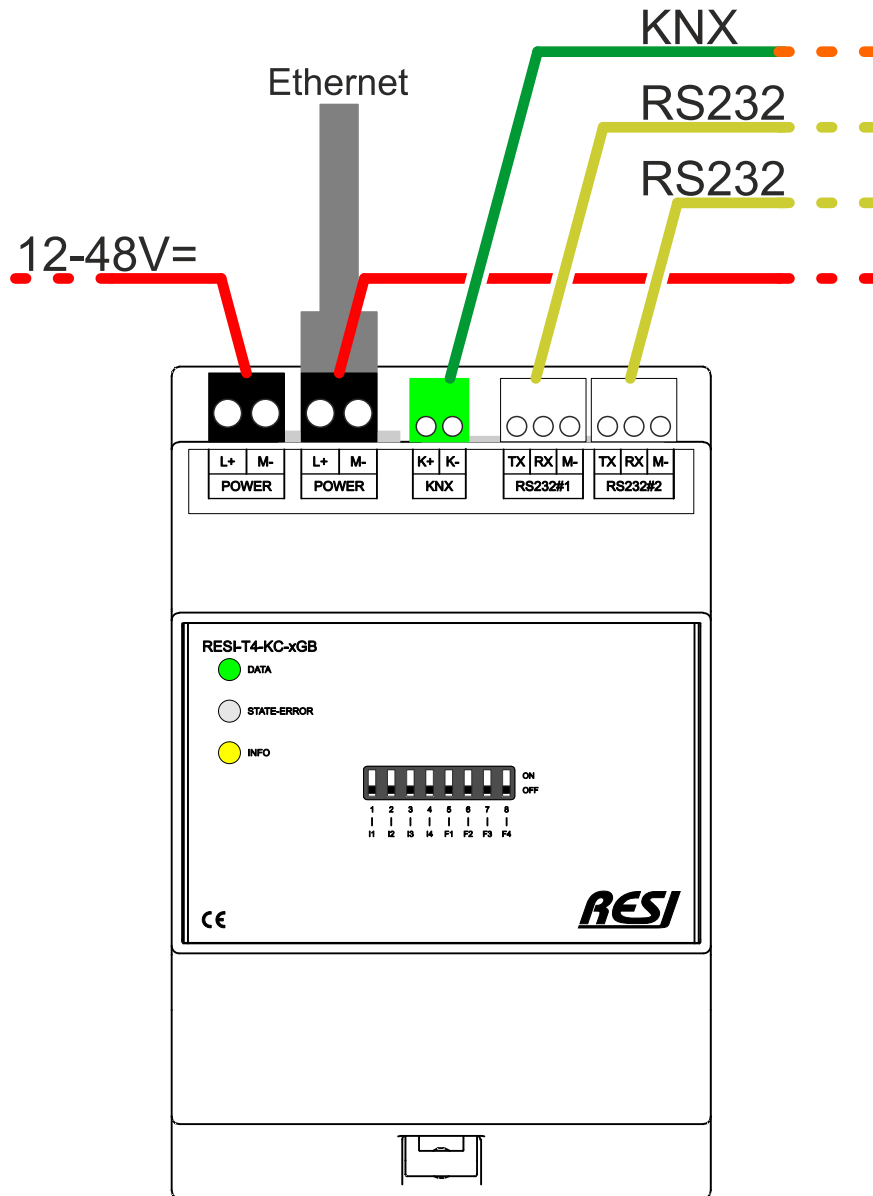 KNX
Ethernet
RS232
RS232
12-48V=
L+ M- L+ M- K+ K- TX RX M- TX RX M-
POWER POWER KNX RS232#1 RS232#2
RESI-T4-KC-xGB
DATA
STATE-ERROR
INFO
ON
OFF
1 2 3 4 5 6 7 8
I1 I2 I3 I4 F1 F2 F3 F4
CE
RESI